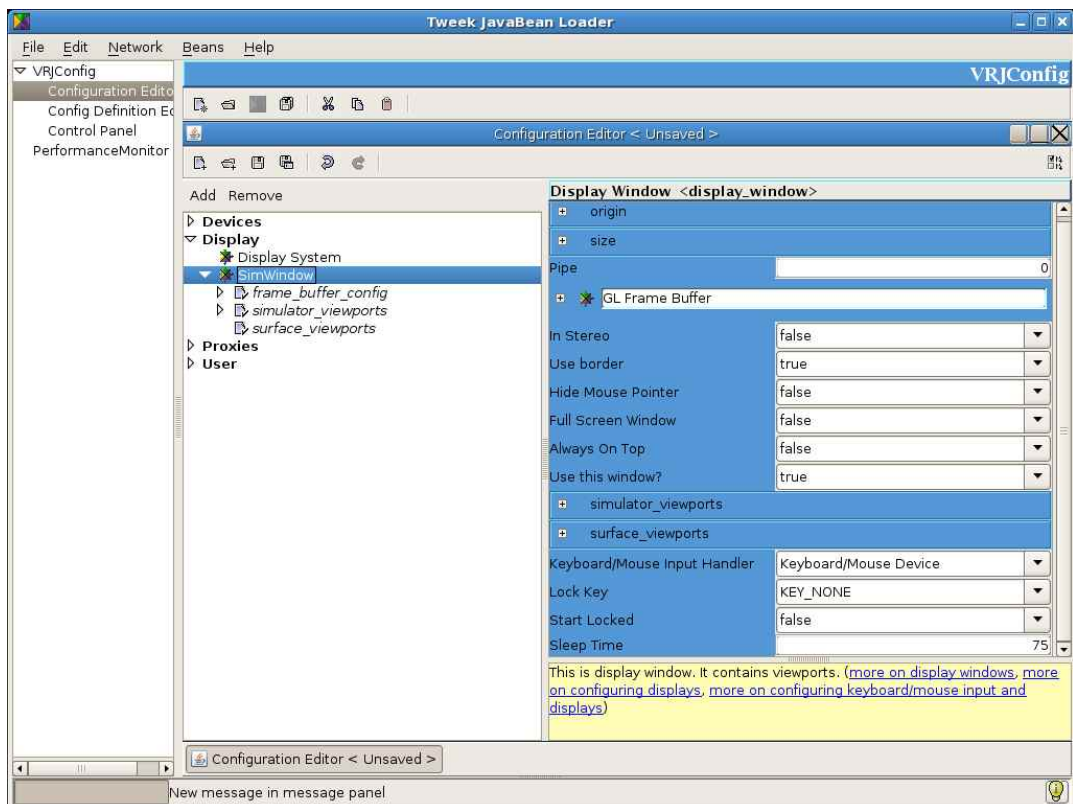 Tweek JavaBean Loader
File Edit Network Beans Help
VRJConfig
Configuration Edito
Config Definition Ed
Control Panel
PerformanceMonitor
VRJConfig
Configuration Editor < Unsaved >
Add Remove
Devices
Display
Display System
SimWindow
frame_buffer_config
simulator_viewports
surface_viewports
Proxies
User
Display Window <display_window>
origin
size
Pipe 0
GL Frame Buffer
In Stereo false
Use border true
Hide Mouse Pointer false
Full Screen Window false
Always On Top false
Use this window? true
simulator_viewports
surface_viewports
Keyboard/Mouse Input Handler Keyboard/Mouse Device
Lock Key KEY_NONE
Start Locked false
Sleep Time 75
This is display window. It contains viewports. (more on display windows, more
on configuring displays, more on configuring keyboard/mouse input and
displays)
Configuration Editor < Unsaved >
New message in message panel